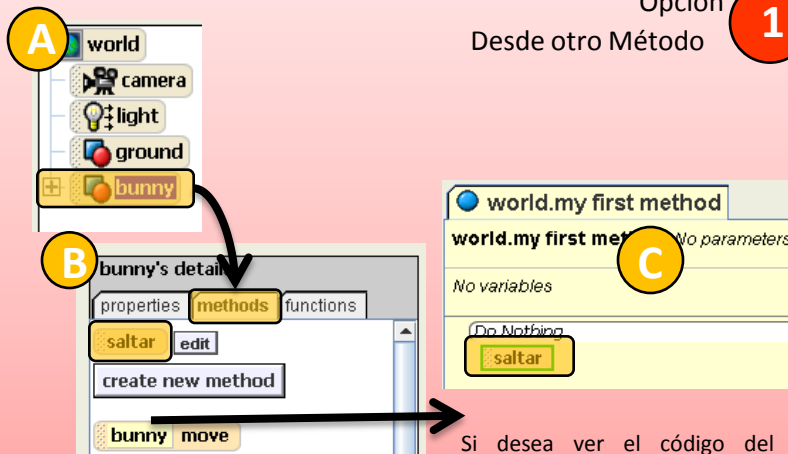 Opción
1
Desde otro Método
A
world
camera
light
ground
bunny
B
bunny's detai
properties methods functions
saltar edit
create new method
bunny move
world.my first method
world.my first met No parameters
C
No variables
Do Nothing
saltar
Si desea ver el código del